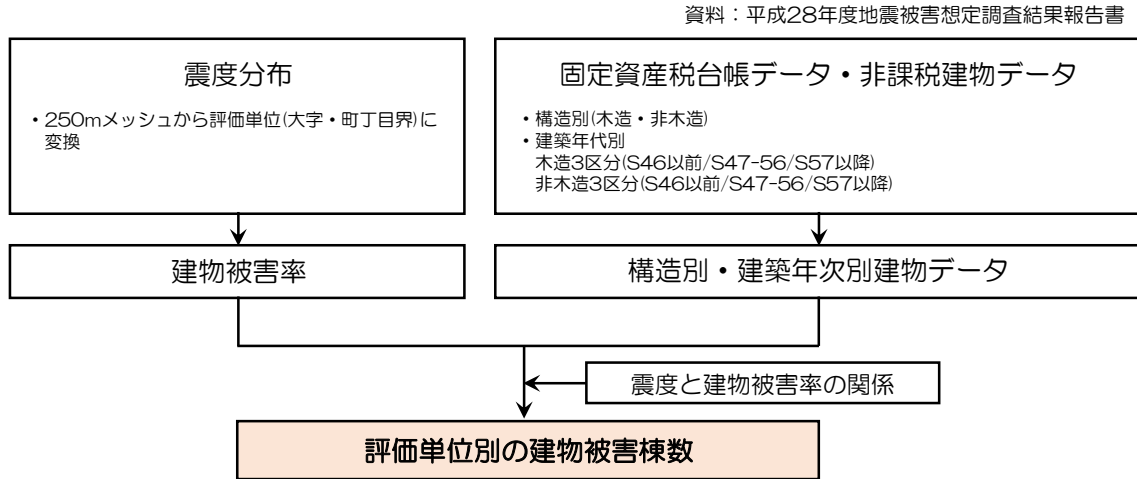 資料：平成28年度地震被害想定調査結果報告書
震度分布
・250mメッシュから評価単位(大字・町丁目界)に
変換
固定資産税台帳データ・非課税建物データ
・構造別(木造・非木造)
・建築年代別
木造3区分(S46以前/S47-56/S57以降)
非木造3区分(S46以前/S47-56/S57以降)
建物被害率
構造別・建築年次別建物データ
震度と建物被害率の関係
評価単位別の建物被害棟数